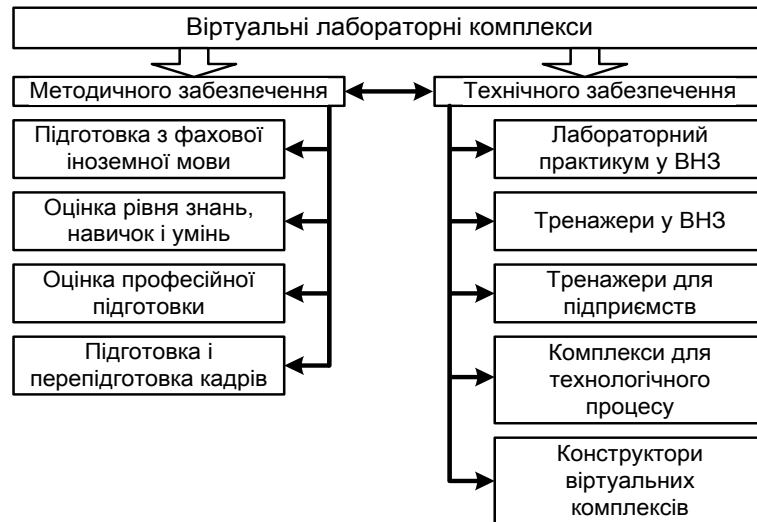 Віртуальні лабораторні комплекси
Методичного забезпечення
Технічного забезпечення
Підготовка з фахової
іноземної мови
Оцінка рівня знань,
навичок і умінь
Оцінка професійної
підготовки
Підготовка і
перепідготовка кадрів
Лабораторний
практикум у ВНЗ
Тренажери у ВНЗ
Тренажери для
підприємств
Комплекси для
технологічного
процесу
Конструктори
віртуальних
комплексів